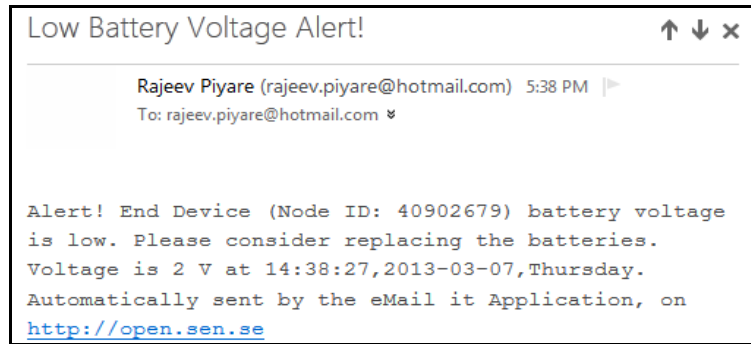 Low Battery Voltage Alert!
Rajeev Piyare (rajeev.piyare@hotmail.com) 5:38 PM
To: rajeev.piyare@hotmail.com
Alert! End Device (Node ID: 40902679) battery voltage
is low. Please consider replacing the batteries.
Voltage is 2 V at 14:38:27,2013-03-07,Thursday.
Automatically sent by the eMail it Application, on
http://open.sen.se